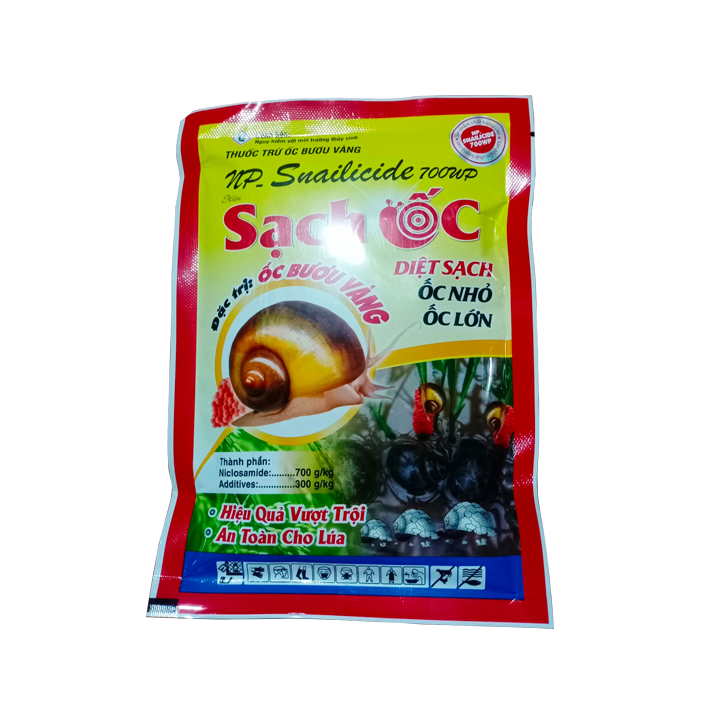 Nguy hiểm với môi trường thủy sinh
THUỐC TRỪ ỐC BƯƠU VÀNG
NP- Snailicide 700WP
NP-
SNAILICIDE
700WP
Sạch ỐC
DIỆT SẠCH
ỐC NHỎ
ỐC LỚN
Đặc trị: ỐC BƯƠU VÀNG
Thành phần:
Niclosamide:.........700 g/kg
Additives:..............300 g/kg
Hiệu Quả Vượt Trội
An Toàn Cho Lúa